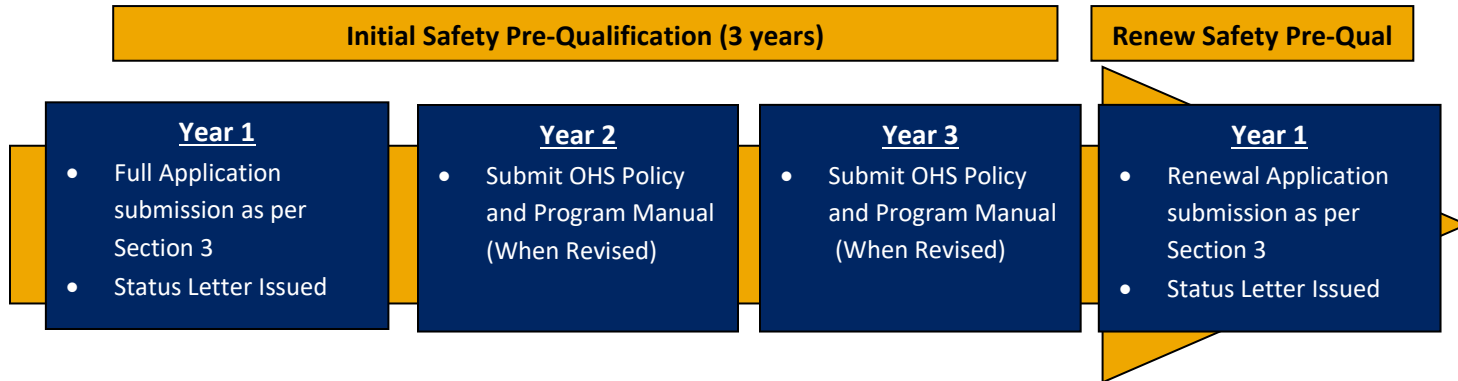 Initial Safety Pre-Qualification (3 years)
Renew Safety Pre-Qual
Year 1
• Full Application
submission as per
Section 3
• Status Letter Issued
Year 2
• Submit OHS Policy
and Program Manual
(When Revised)
Year 3
• Submit OHS Policy
and Program Manual
(When Revised)
Year 1
• Renewal Application
submission as per
Section 3
• Status Letter Issued